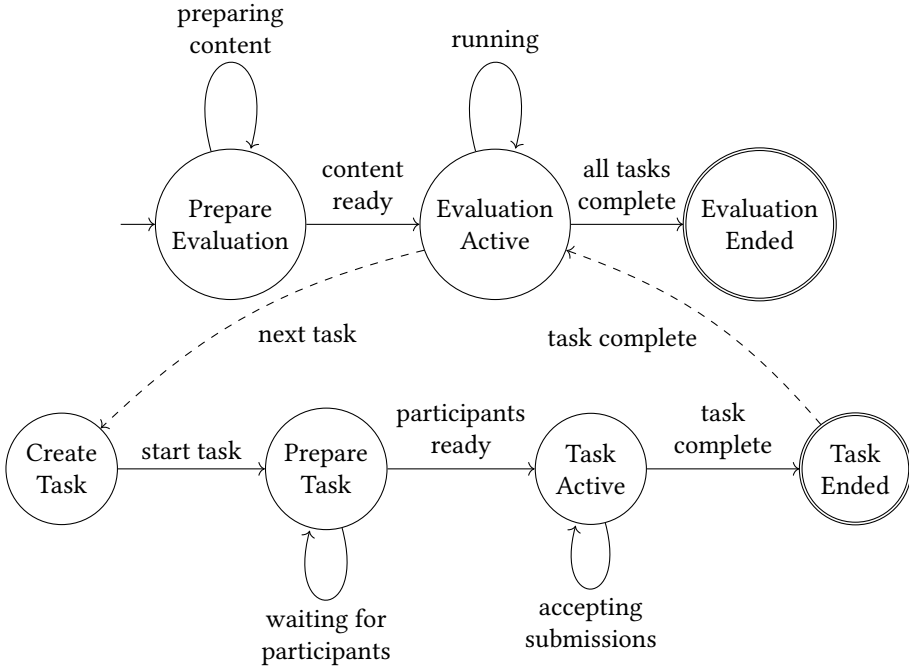 preparing
content
running
Prepare
Evaluation
content
ready
Evaluation
Active
all tasks
complete
Evaluation
Ended
next task
task complete
Create
Task
start task
Prepare
Task
participants
ready
Task
Active
task
complete
Task
Ended
waiting for
participants
accepting
submissions